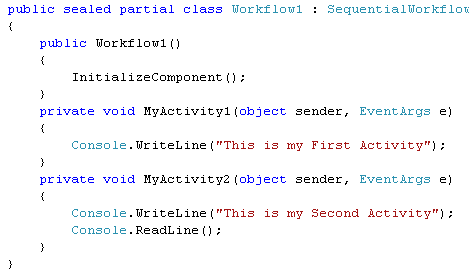 public sealed partial class Workflow1 : SequentialWorkflow
{
public Workflow1()
{
InitializeComponent();
}
private void MyActivity1(object sender, EventArgs e)
{
Console.WriteLine("This is my First Activity");
}
private void MyActivity2(object sender, EventArgs e)
{
Console.WriteLine("This is my Second Activity");
Console.ReadLine();
}
}